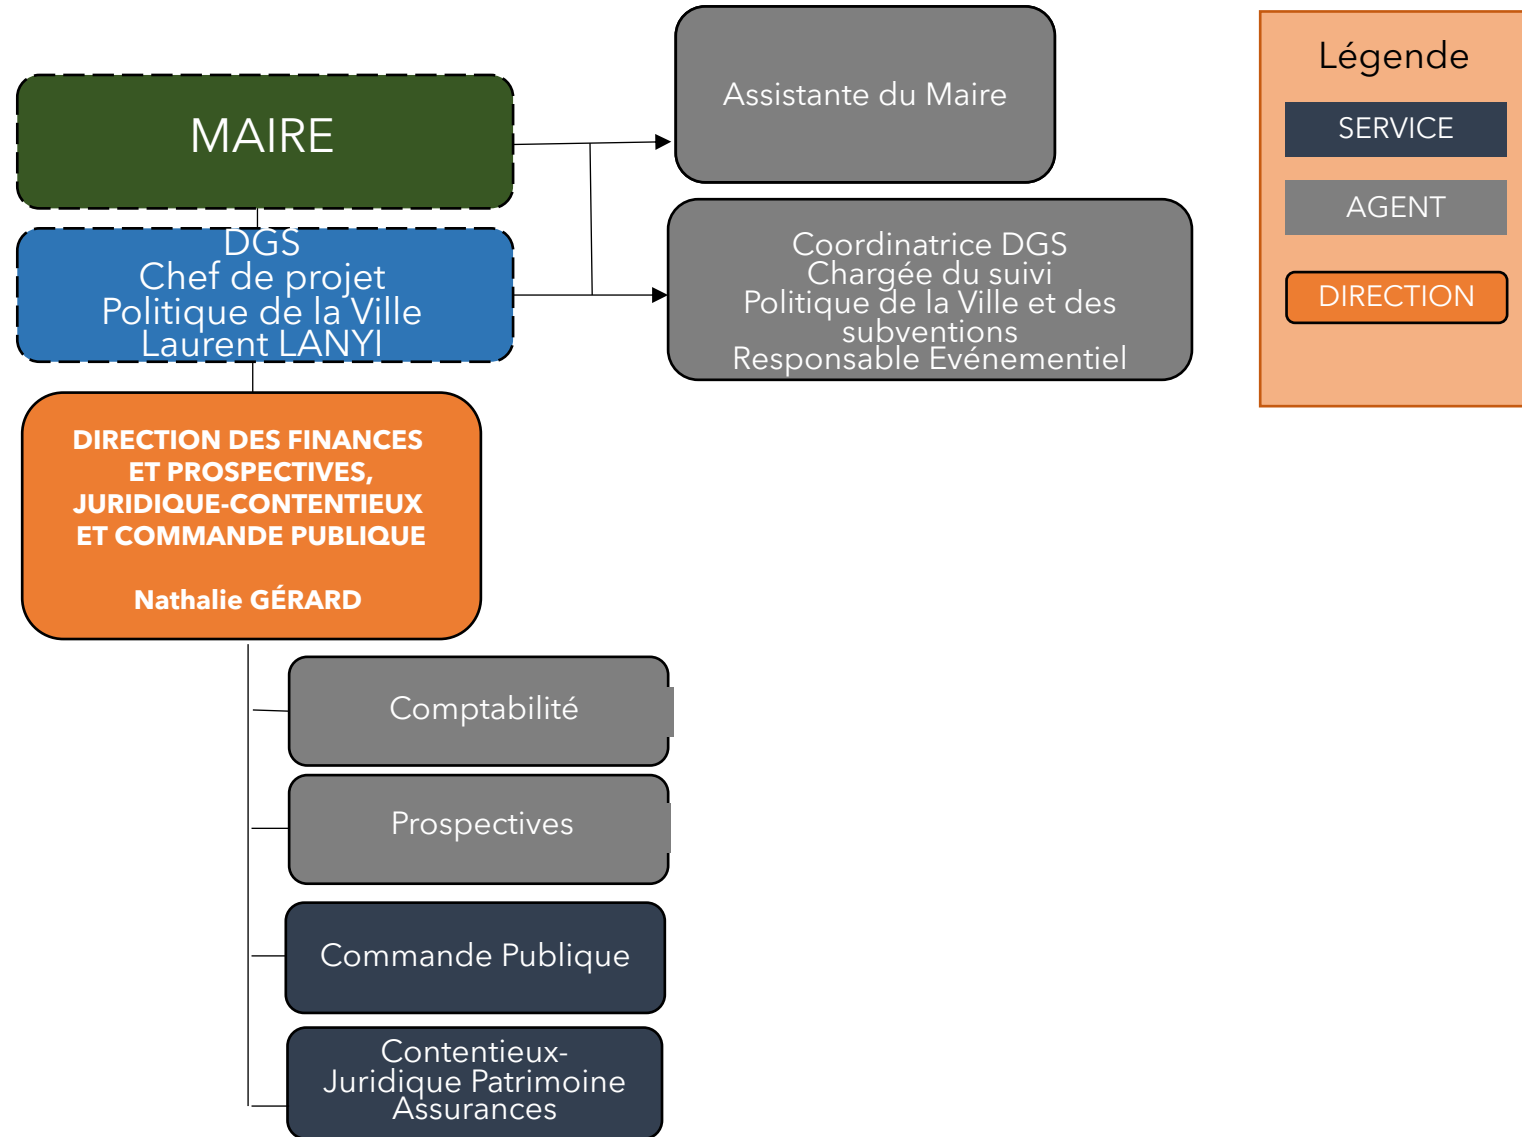 MAIRE
Assistante du Maire
DGS
Chef de projet
Politique de la Ville
Laurent LANYI
Coordinatrice DGS
Chargée du suivi
Politique de la Ville et des
subventions
Responsable Evénementiel
DIRECTION DES FINANCES
ET PROSPECTIVES,
JURIDIQUE-CONTENTIEUX
ET COMMANDE PUBLIQUE
Nathalie GÉRARD
Comptabilité
Prospectives
Commande Publique
Contentieux-
Juridique Patrimoine
Assurances
Légende
SERVICE
AGENT
DIRECTION